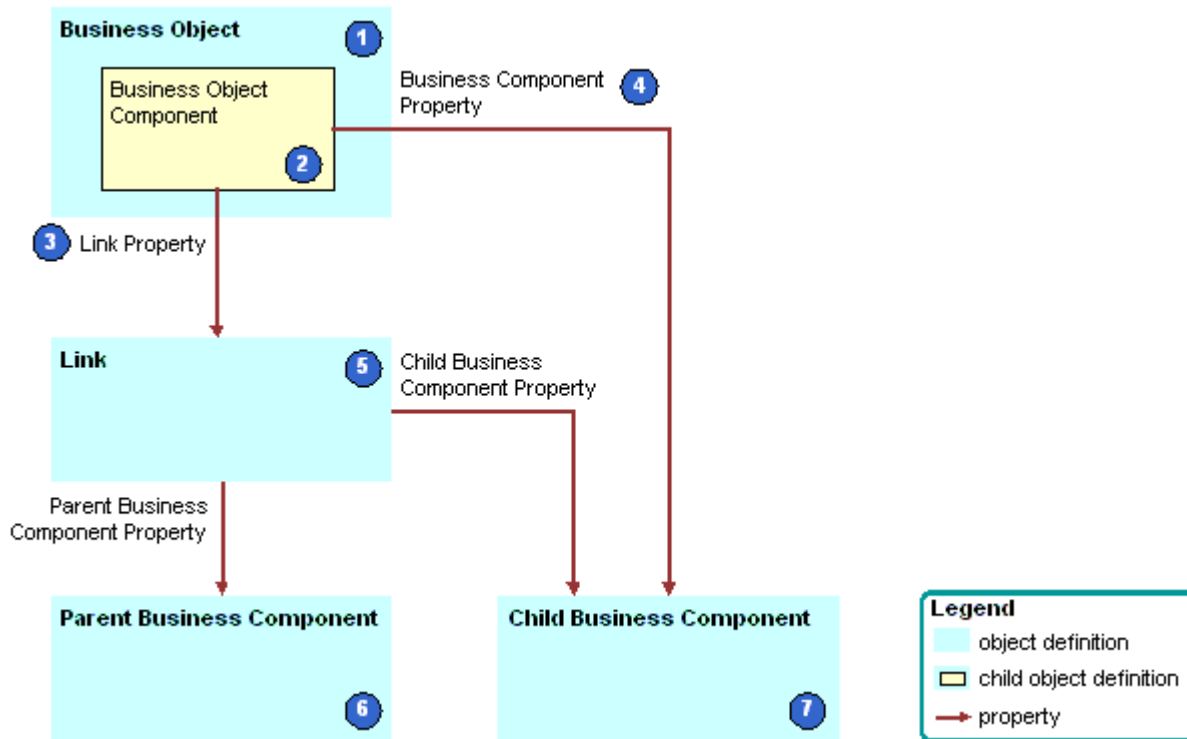 Business Object
1
Business Object
Component
2
Business Component
Property
4
3
Link Property
Link
5
Child Business
Component Property
Parent Business
Component Property
Parent Business Component
6
Child Business Component
7
Legend
object definition
child object definition
property